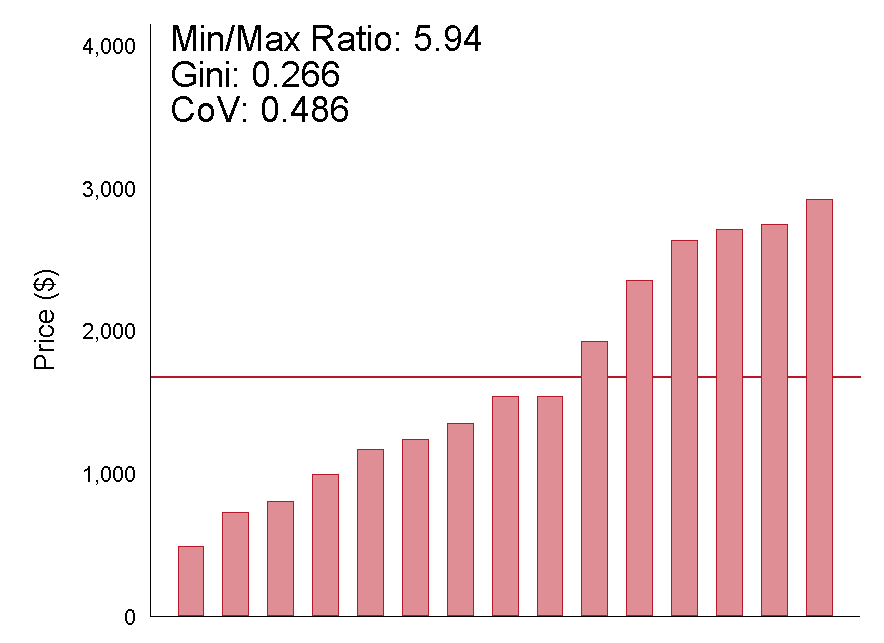 Min/Max Ratio: 5.94
Gini: 0.266
CoV: 0.486
4,000
3,000
2,000
1,000
0
Price ($)